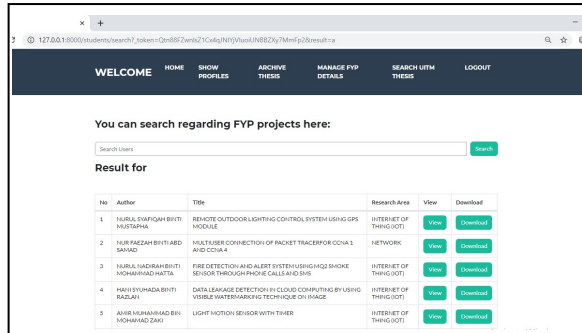 127.0.0.1:8000/students/search?_token=
WELCOME HOME SHOW PROFILES ARCHIVE THESIS MANAGE FYP DETAILS SEARCH UITM THESIS LOGOUT
You can search regarding FYP projects here:
Search Users Search
Result for
No Author Title Research Area View Download
1 NURUL SYAFIQAH BINTI REMOTE OUTDOOR LIGHTING CONTROL SYSTEM USING GPS INTERNET OF View Download
MUSTAPHA MODULE THING (IOT)
2 NUR FAEZAH BINTI ABD MULTIUSER CONNECTION OF PACKET TRACERFOR CCNA 1 NETWORK View Download
SAMAD AND CCNA 4
3 NURUL NADIRAH BINTI FIRE DETECTION AND ALERT SYSTEM USING MQ2 SMOKE INTERNET OF View Download
MOHAMMAD HATTA SENSOR THROUGH PHONE CALLS AND SMS THING (IOT)
4 HANI SYUHADA BINTI DATA LEAKAGE DETECTION IN CLOUD COMPUTING BY USING INTERNET OF View Download
RAZLAN VISIBLE WATERMARKING TECHNIQUE ON IMAGE THING (IOT)
5 AMIR MUHAMMAD BIN LIGHT MOTION SENSOR WITH TIMER INTERNET OF View Download
MOHAMAD ZAKI THING (IOT)